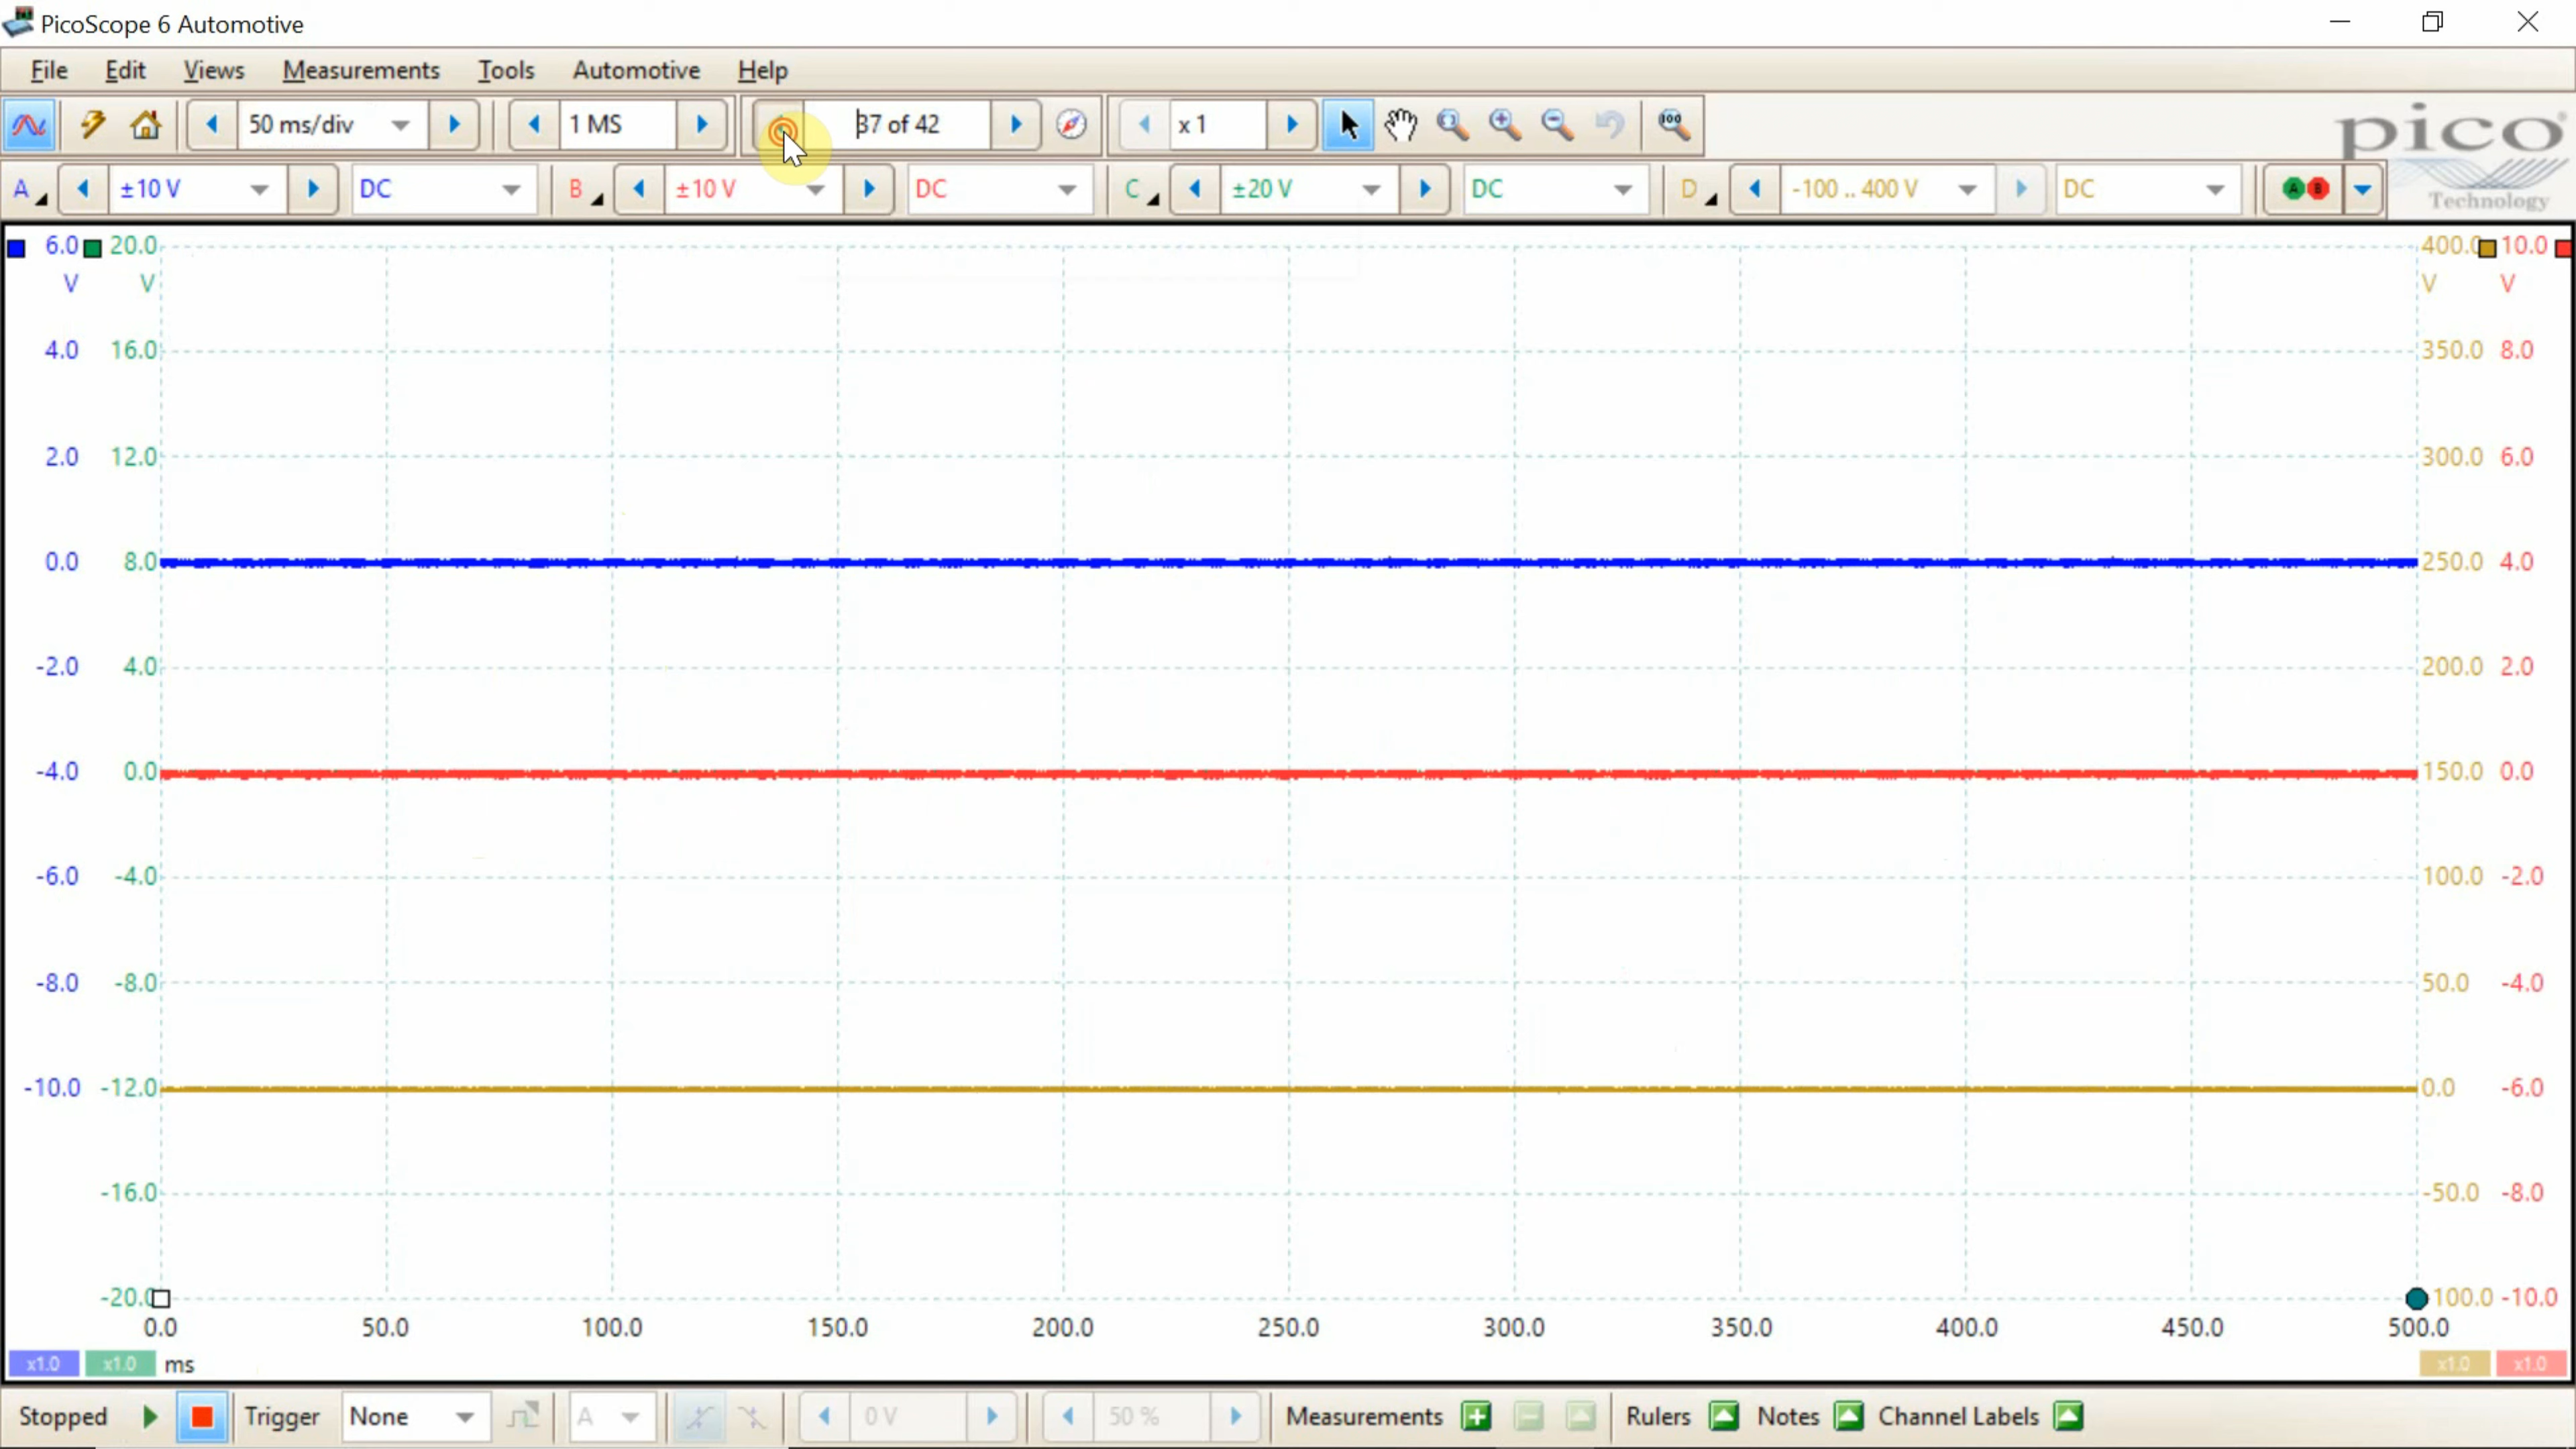 PicoScope 6 Automotive
File Edit Views Measurements Tools Automotive Help
50 ms/div 1 MS 37 of 42 x 1 100
pico
Technology
A ±10 V DC B ±10 V DC C ±20 V DC D -100 .. 400 V DC A B
6.0 20.0 400.0 10.0
V V V V
4.0 16.0 350.0 8.0
2.0 12.0 300.0 6.0
0.0 8.0 250.0 4.0
-2.0 4.0 200.0 2.0
-4.0 0.0 150.0 0.0
-6.0 -4.0 100.0 -2.0
-8.0 -8.0 50.0 -4.0
-10.0 -12.0 0.0 -6.0
-16.0 -50.0 -8.0
-20.0 100.0 -10.0
0.0 50.0 100.0 150.0 200.0 250.0 300.0 350.0 400.0 450.0 500.0
x1.0 x1.0 ms x1.0 x1.0
Stopped Trigger None A 0 V 50 % Measurements Rulers Notes Channel Labels